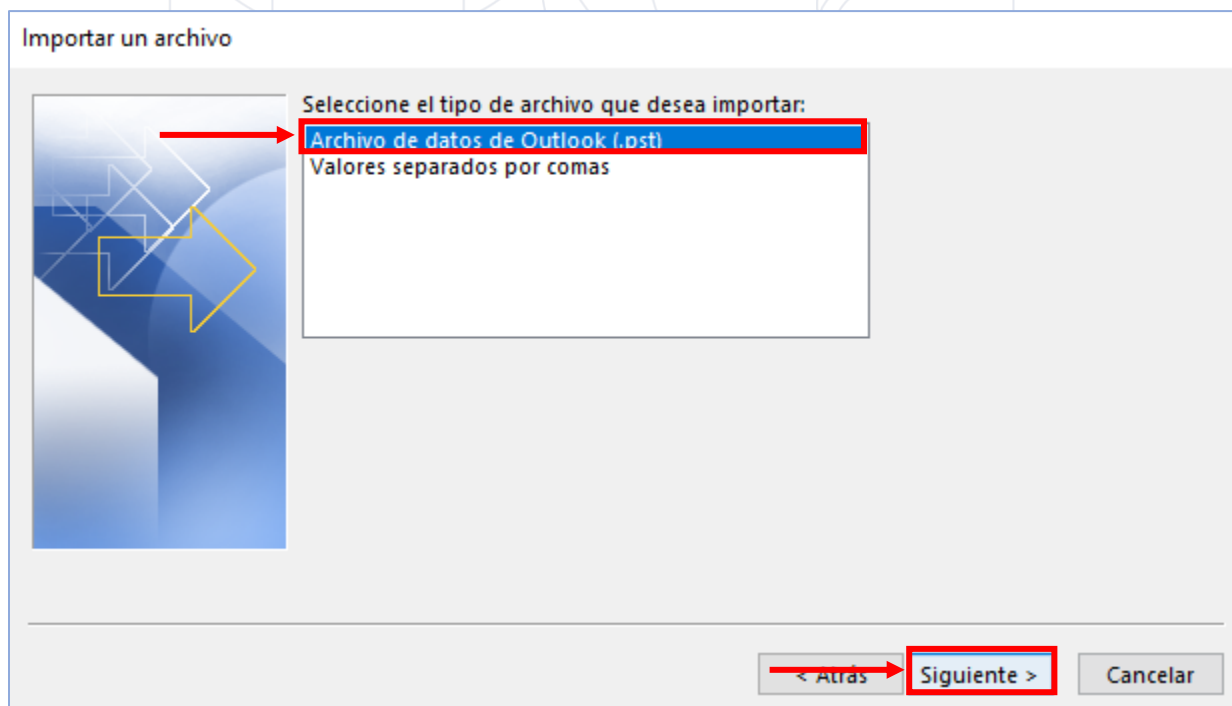 Importar un archivo
Seleccione el tipo de archivo que desea importar:
Archivo de datos de Outlook (.pst)
Valores separados por comas
< Atrás
Siguiente >
Cancelar